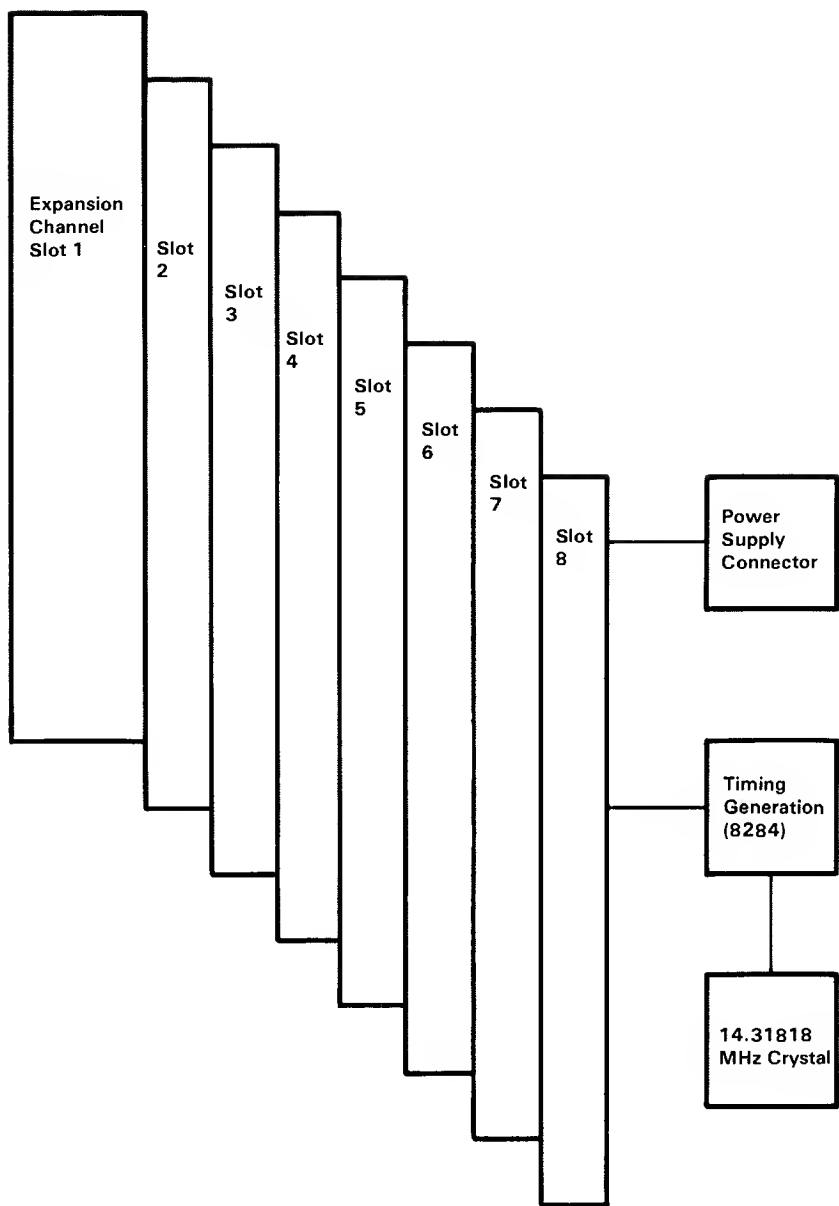 Expansion
Channel
Slot 1
Slot
2
Slot
3
Slot
4
Slot
5
Slot
6
Slot
7
Slot
8
Power
Supply
Connector
Timing
Generation
(8284)
14.31818
MHz Crystal